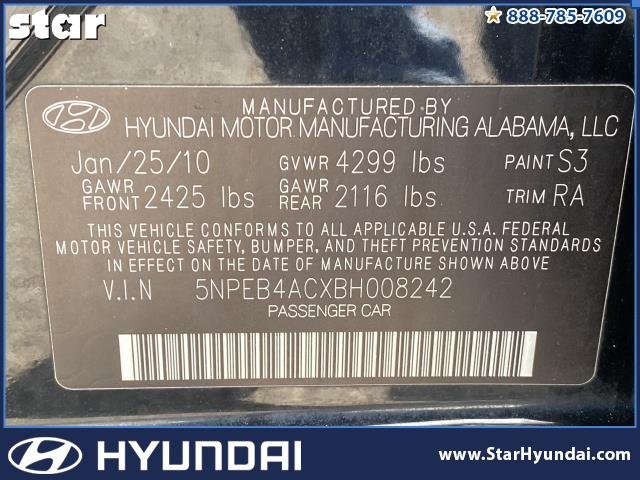 star
★ 888-785-7609
MANUFACTURED BY
HYUNDAI MOTOR MANUFACTURING ALABAMA, LLC
Jan/25/10 GVWR 4299 lbs PAINT S3
GAWR FRONT 2425 lbs GAWR REAR 2116 lbs TRIM RA
THIS VEHICLE CONFORMS TO ALL APPLICABLE U.S.A. FEDERAL
MOTOR VEHICLE SAFETY, BUMPER, AND THEFT PREVENTION STANDARDS
IN EFFECT ON THE DATE OF MANUFACTURE SHOWN ABOVE.
V.I.N 5NPEB4ACXBH008242
PASSENGER CAR
HYUNDAI www.StarHyundai.com